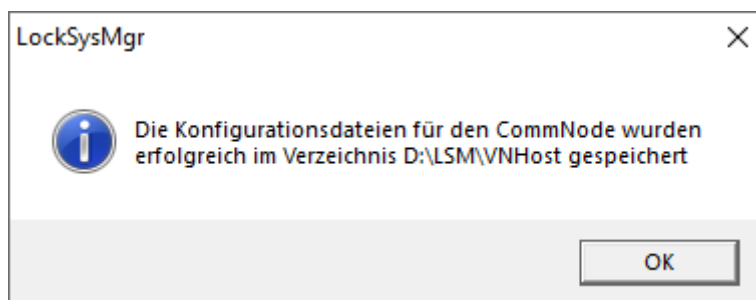 LockSysMgr
Die Konfigurationsdateien für den CommNode wurden
erfolgreich im Verzeichnis D:\LSM\VNHost gespeichert
OK